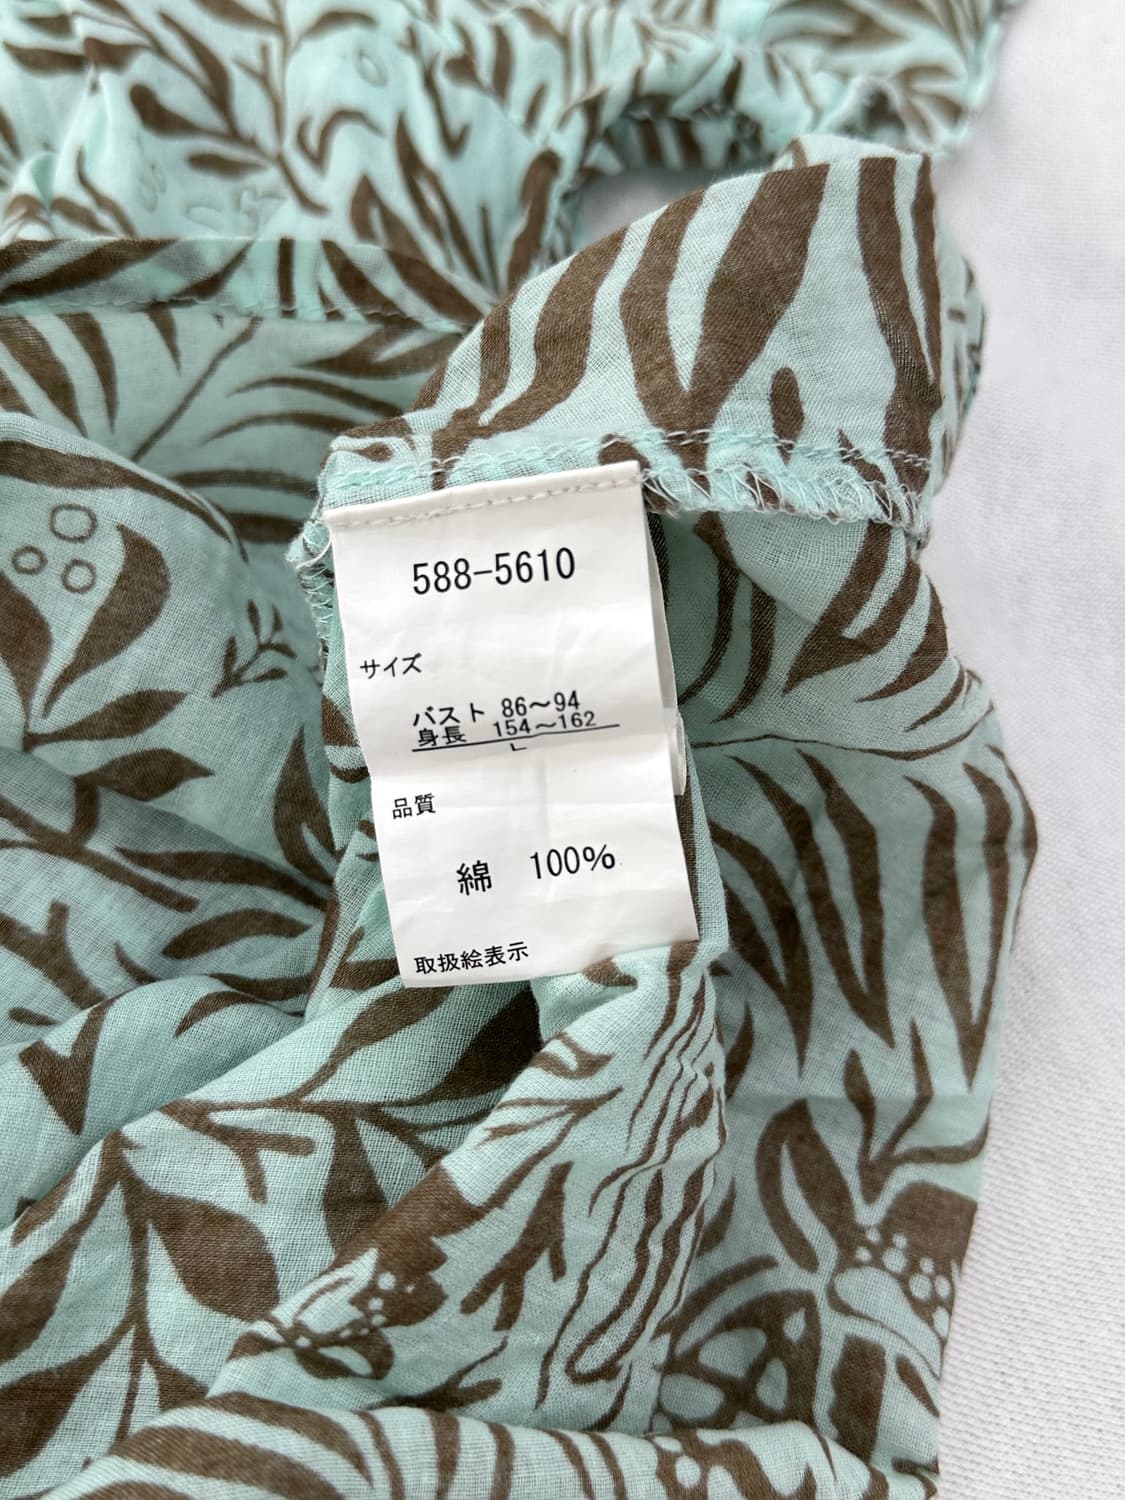 588-5610
サイズ
バスト 86～94
身長 154～162
L
品質
綿 100%
取扱絵表示